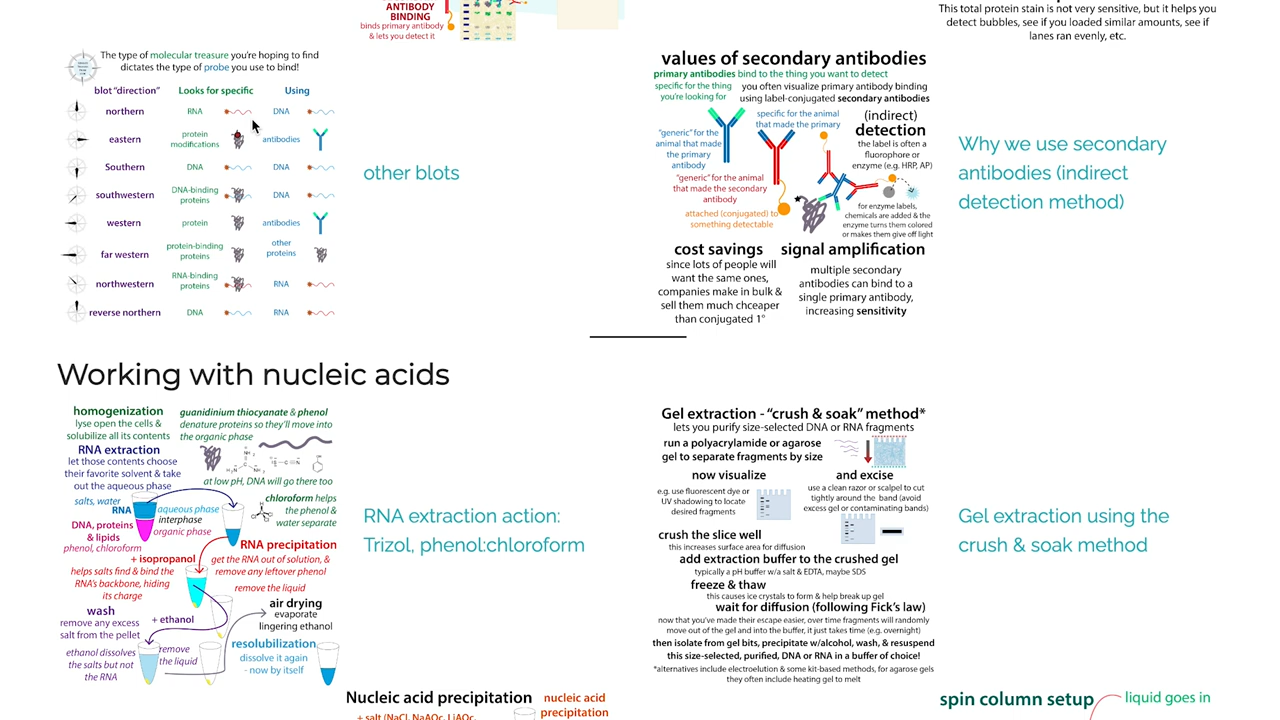 ANTIBODY
BINDING
binds primary antibody
& lets you detect it
This total protein stain is not very sensitive, but it helps you
detect bubbles, see if you loaded similar amounts, see if
lanes ran evenly, etc.
The type of molecular treasure you're hoping to find
dictates the type of probe you use to bind!
blot "direction" Looks for specific Using
northern RNA DNA
eastern protein modifications antibodies
Southern DNA DNA
southwestern DNA-binding proteins DNA
western protein antibodies
far western protein-binding proteins other proteins
northwestern RNA-binding proteins RNA
reverse northern DNA RNA
other blots
values of secondary antibodies
primary antibodies bind to the thing you want to detect
specific for the thing
you're looking for
you often visualize primary antibody binding
using label-conjugated secondary antibodies
"generic" for the
animal that made
the primary
antibody
specific for the animal
that made the primary
(indirect)
detection
the label is often a
fluorophore or
enzyme (e.g. HRP, AP)
"generic" for the animal
that made the secondary
antibody
attached (conjugated) to
something detectable
for enzyme labels,
chemicals are added & the
enzyme turns them colored
or makes them give off light
cost savings
since lots of people will
want the same ones,
companies make in bulk &
sell them much chceaper
than conjugated 1°
signal amplification
multiple secondary
antibodies can bind to a
single primary antibody,
increasing sensitivity
Why we use secondary
antibodies (indirect
detection method)
Working with nucleic acids
homogenization
lyse open the cells &
solubilize all its contents
guanidinium thiocyanate & phenol
denature proteins so they'll move into
the organic phase
RNA extraction
let those contents choose
their favorite solvent & take
out the aqueous phase
at low pH, DNA will go there too
salts, water
RNA
DNA, proteins
& lipids
phenol, chloroform
aqueous phase
interphase
organic phase
chloroform helps
the phenol &
water separate
RNA precipitation
get the RNA out of solution, &
remove any leftover phenol
+ isopropanol
helps salts find & bind the
RNA's backbone, hiding
its charge
remove the liquid
wash
remove any excess
salt from the pellet
+ ethanol
air drying
evaporate
lingering ethanol
ethanol dissolves
the salts but not
the RNA
remove
the liquid
resolubilization
dissolve it again
- now by itself
RNA extraction action:
Trizol, phenol:chloroform
Gel extraction - "crush & soak" method*
lets you purify size-selected DNA or RNA fragments
run a polyacrylamide or agarose
gel to separate fragments by size
now visualize
e.g. use fluorescent dye or
UV shadowing to locate
desired fragments
and excise
use a clean razor or scalpel to cut
tightly around the band (avoid
excess gel or contaminating bands)
crush the slice well
this increases surface area for diffusion
add extraction buffer to the crushed gel
typically a pH buffer w/a salt & EDTA, maybe SDS
freeze & thaw
this causes ice crystals to form & help break up gel
wait for diffusion (following Fick's law)
now that you've made their escape easier, over time fragments will randomly
move out of the gel and into the buffer, it just takes time (e.g. overnight)
then isolate from gel bits, precipitate w/alcohol, wash, & resuspend
this size-selected, purified, DNA or RNA in a buffer of choice!
*alternatives include electroelution & some kit-based methods, for agarose gels
they often include heating gel to melt
Gel extraction using the
crush & soak method
Nucleic acid precipitation
+ salt (NaCl, NaAOc, LiAOc,
nucleic acid
precipitation
spin column setup
liquid goes in